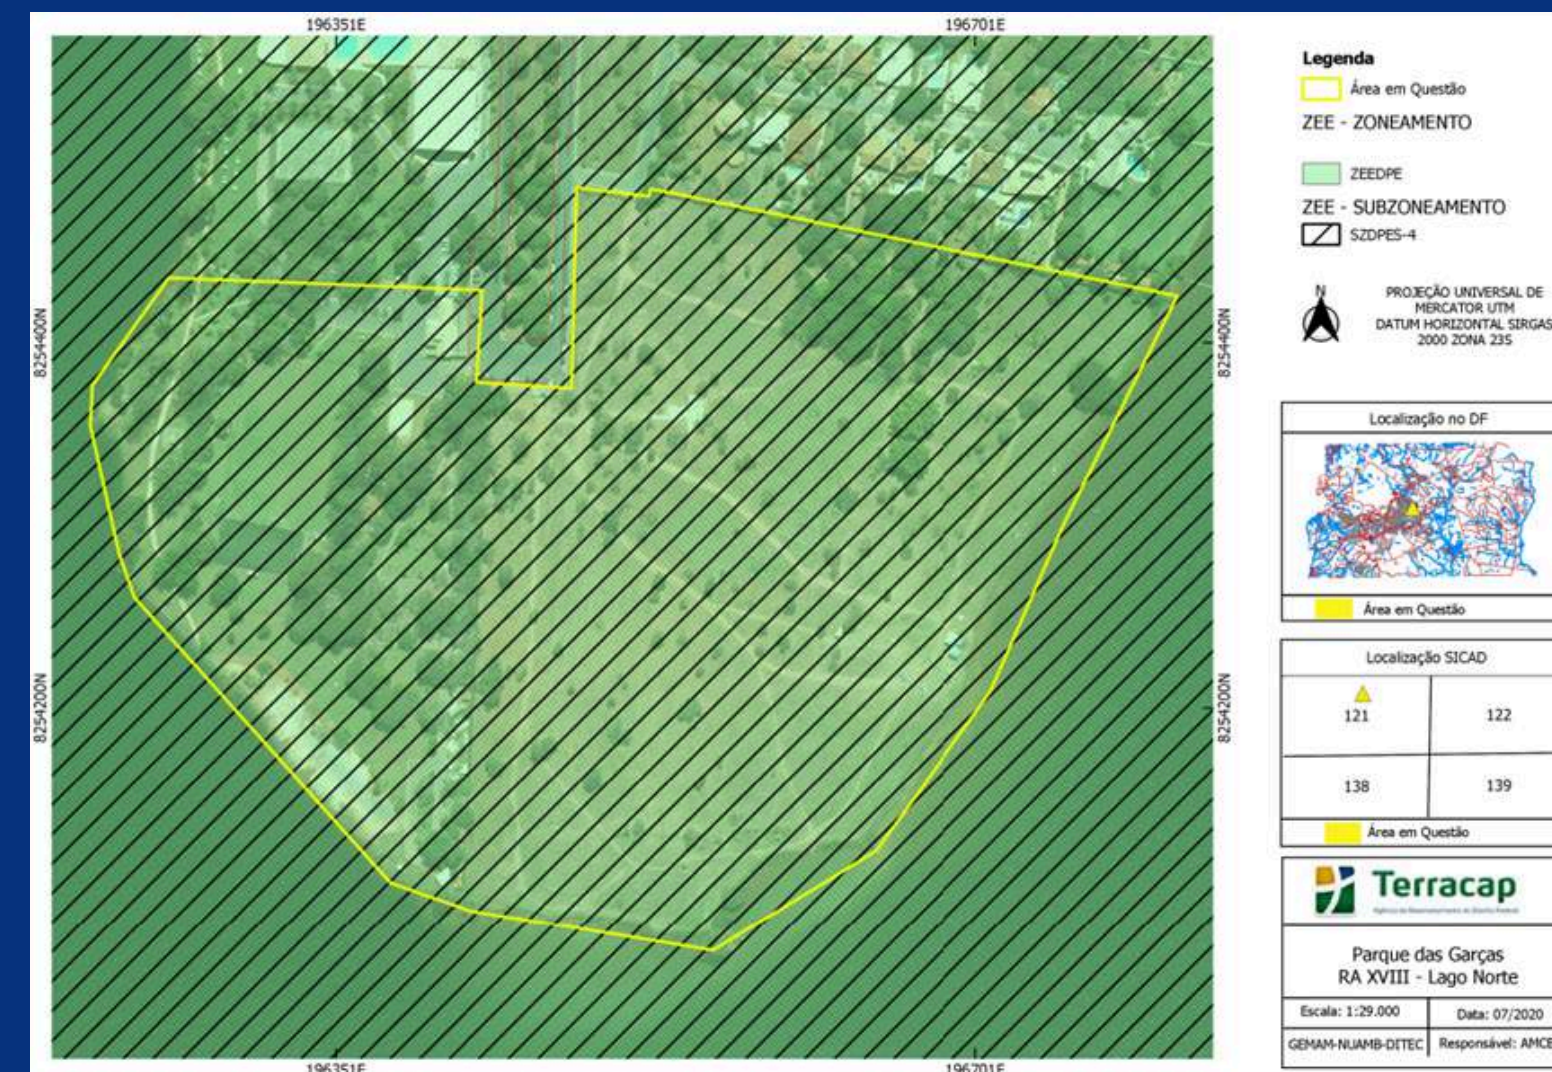 196351E
196701E
8254400N
8254400N
8254200N
8254200N
196351E
196701E
Legenda
Área em Questão
ZEE - ZONEAMENTO
ZEEDPE
ZEE - SUBZONEAMENTO
SZDPES-4
N
PROJEÇÃO UNIVERSAL DE
MERCATOR UTM
DATUM HORIZONTAL SIRGAS
2000 ZONA 23S
Localização no DF
Área em Questão
Localização SICAD
121
122
138
139
Área em Questão
Terracap
Parque das Garças
RA XVIII - Lago Norte
Escala: 1:29.000
Data: 07/2020
GEMAM-NUAMB-DITEC
Responsável: AMCE